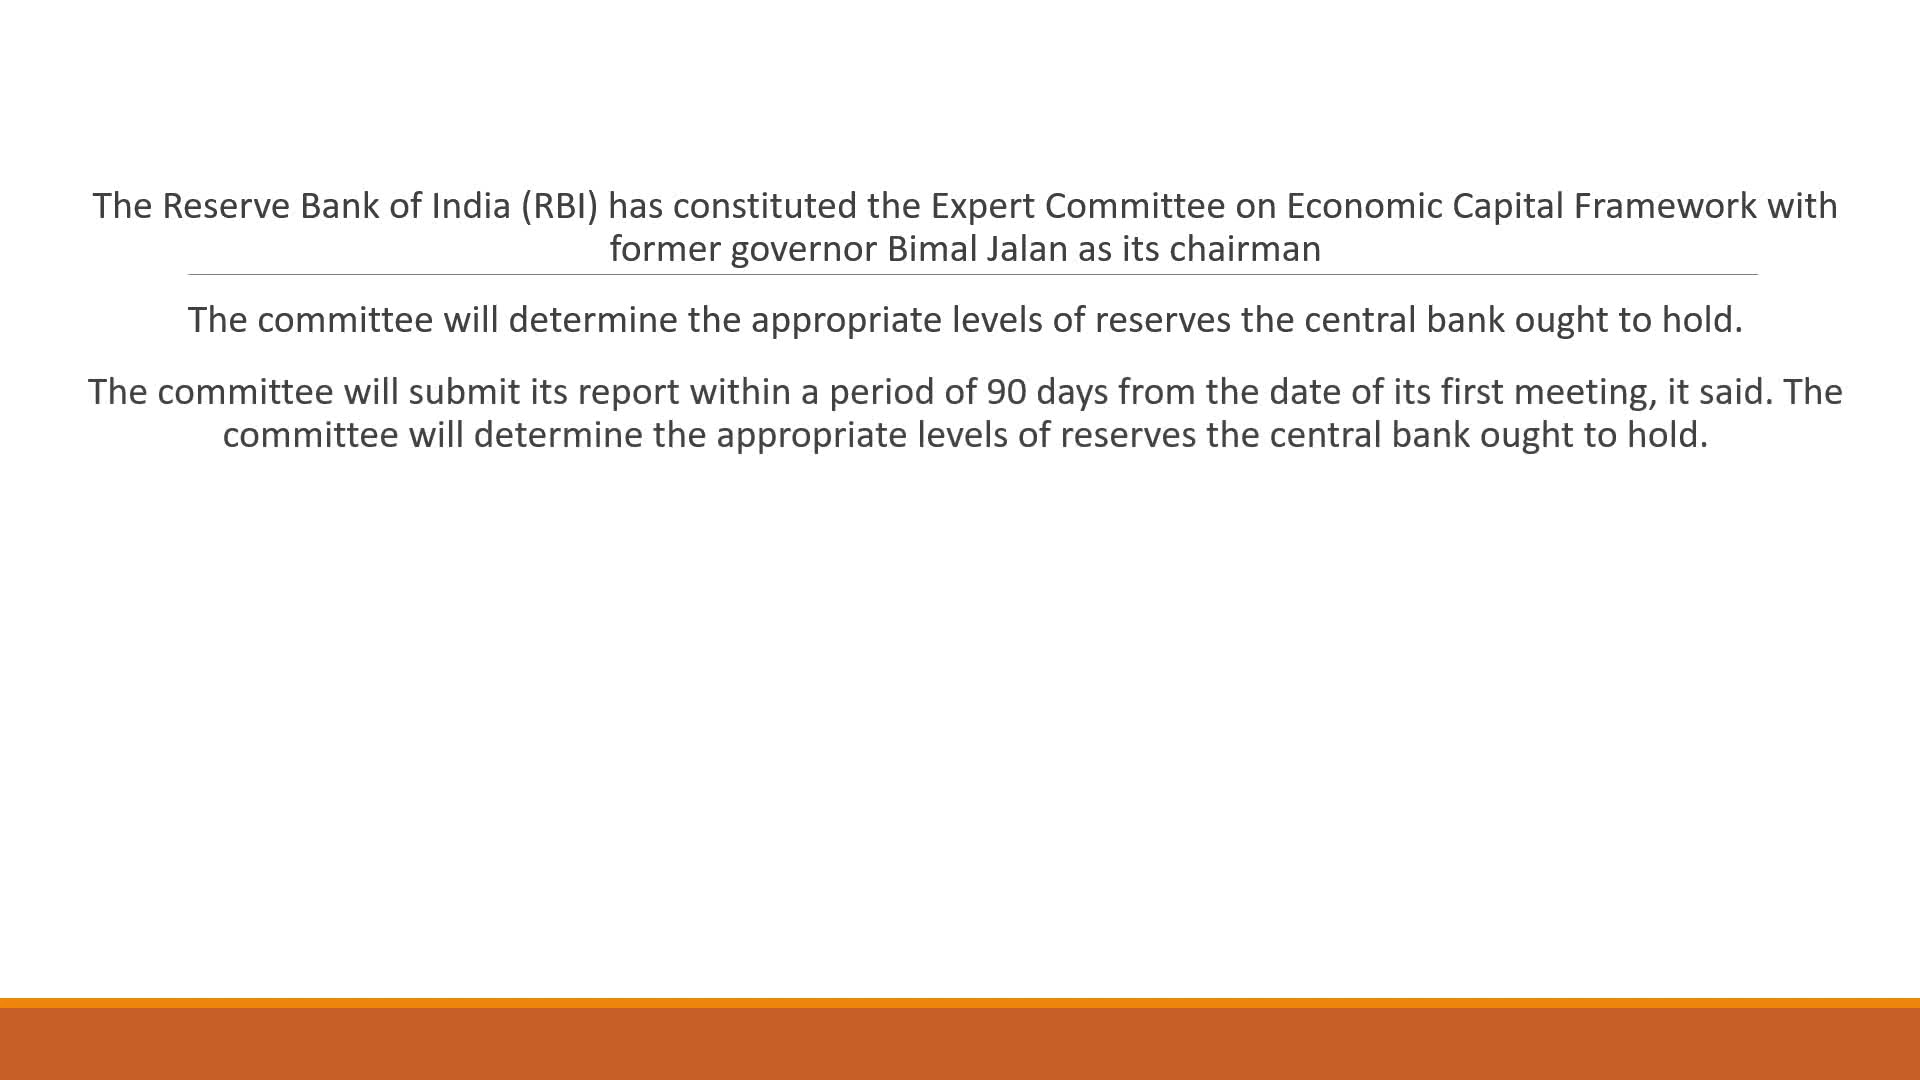 The Reserve Bank of India (RBI) has constituted the Expert Committee on Economic Capital Framework with
former governor Bimal Jalan as its chairman
The committee will determine the appropriate levels of reserves the central bank ought to hold.
The committee will submit its report within a period of 90 days from the date of its first meeting, it said. The
committee will determine the appropriate levels of reserves the central bank ought to hold.